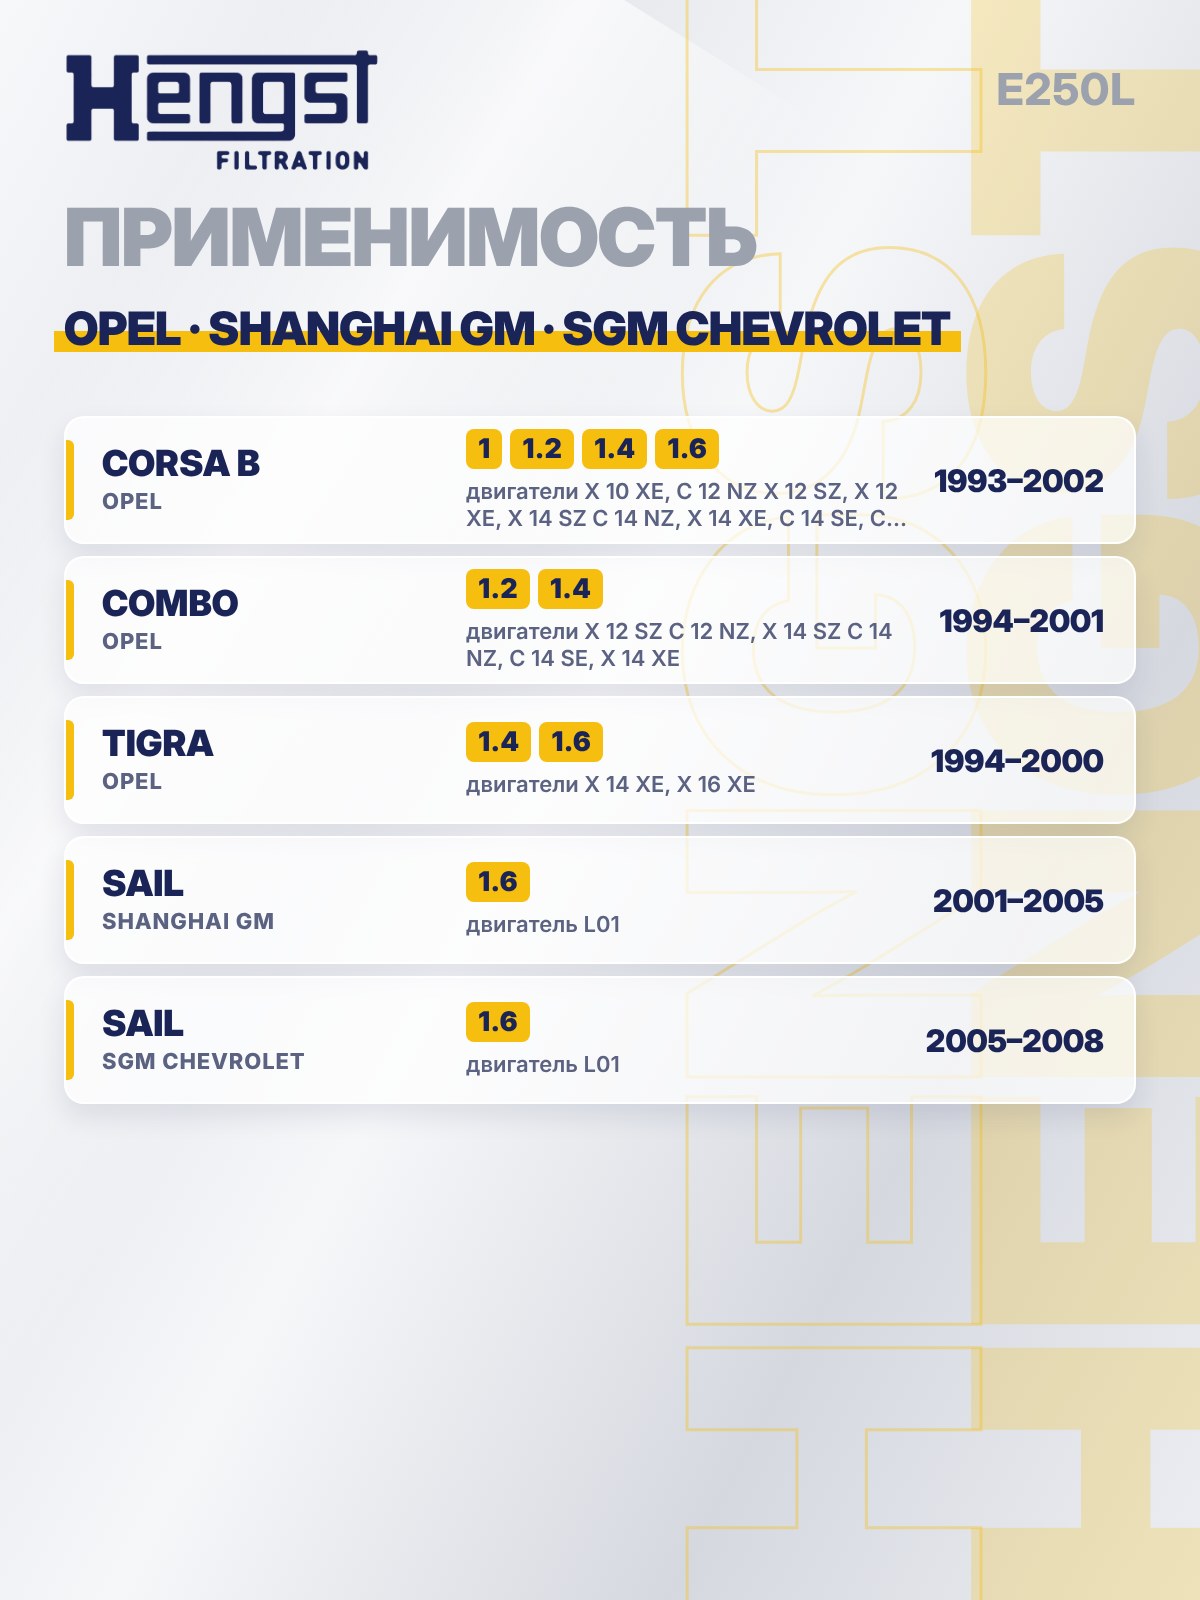 Hengst
FILTRATION
E250L
ПРИМЕНИМОСТЬ
OPEL · SHANGHAI GM · SGM CHEVROLET
CORSA B
OPEL
1 1.2 1.4 1.6
двигатели X 10 XE, C 12 NZ X 12 SZ, X 12
XE, X 14 SZ C 14 NZ, X 14 XE, C 14 SE, C...
1993–2002
COMBO
OPEL
1.2 1.4
двигатели X 12 SZ C 12 NZ, X 14 SZ C 14
NZ, C 14 SE, X 14 XE
1994–2001
TIGRA
OPEL
1.4 1.6
двигатели X 14 XE, X 16 XE
1994–2000
SAIL
SHANGHAI GM
1.6
двигатель L01
2001–2005
SAIL
SGM CHEVROLET
1.6
двигатель L01
2005–2008
HENGST
HENGST